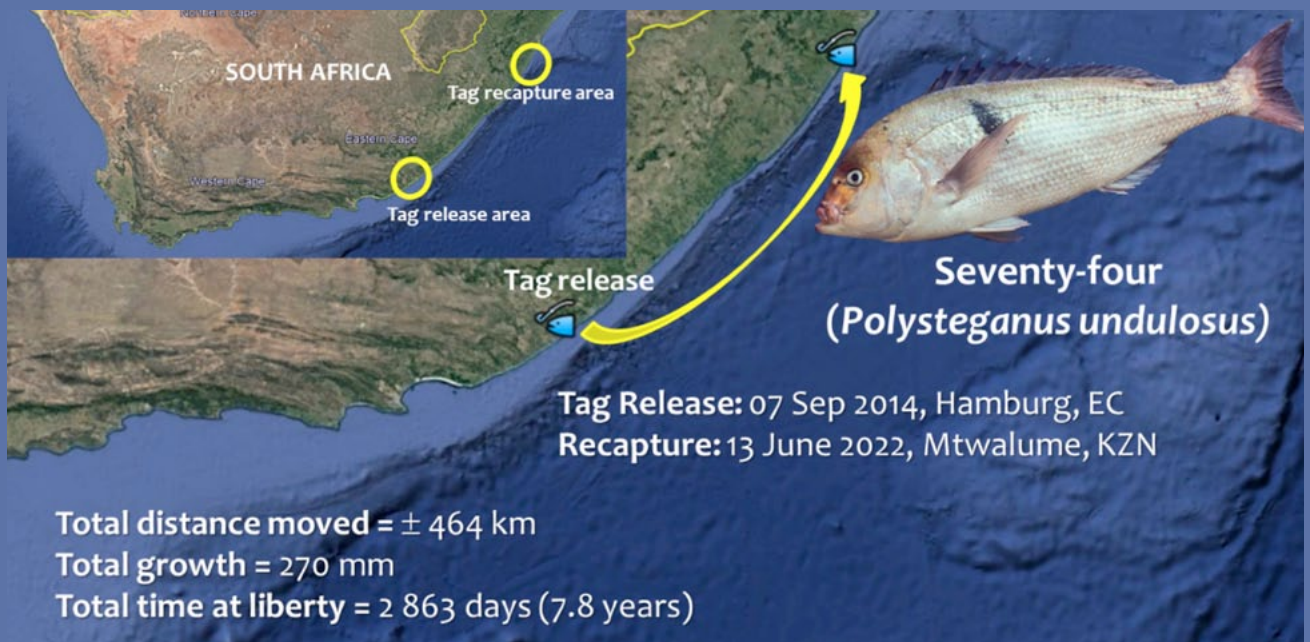 Northern Cape
SOUTH AFRICA
Tag recapture area
Eastern Cape
Western Cape
Tag release area
Tag release
Seventy-four
(Polysteganus undulosus)
Tag Release: 07 Sep 2014, Hamburg, EC
Recapture: 13 June 2022, Mtwalume, KZN
Total distance moved = ± 464 km
Total growth = 270 mm
Total time at liberty = 2 863 days (7.8 years)